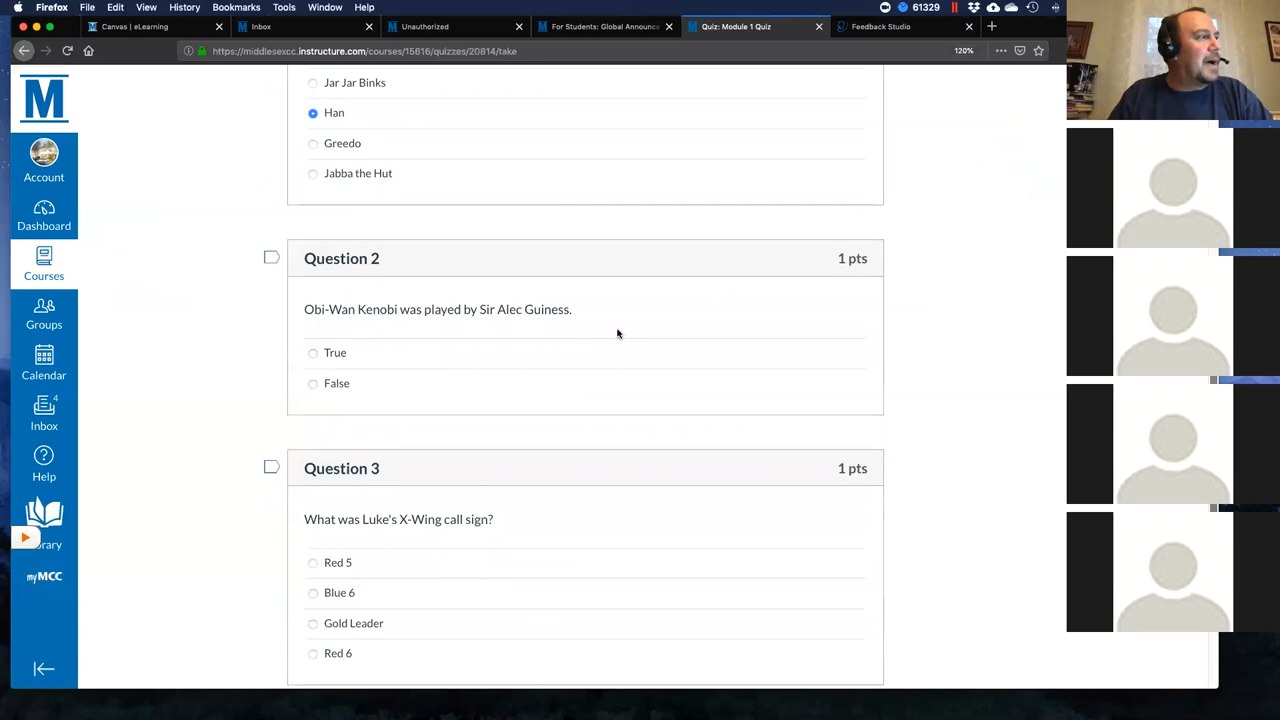 Firefox File Edit View History Bookmarks Tools Window Help 61329
Canvas | eLearning Inbox Unauthorized For Students: Global Announce Quiz: Module 1 Quiz Feedback Studio
https://middlesexcc.instructure.com/courses/15616/quizzes/20814/take 120%
M
Account
Dashboard
Courses
Groups
Calendar
4
Inbox
Help
brary
myMCC
Jar Jar Binks
Han
Greedo
Jabba the Hut
Question 2 1 pts
Obi-Wan Kenobi was played by Sir Alec Guiness.
True
False
Question 3 1 pts
What was Luke's X-Wing call sign?
Red 5
Blue 6
Gold Leader
Red 6